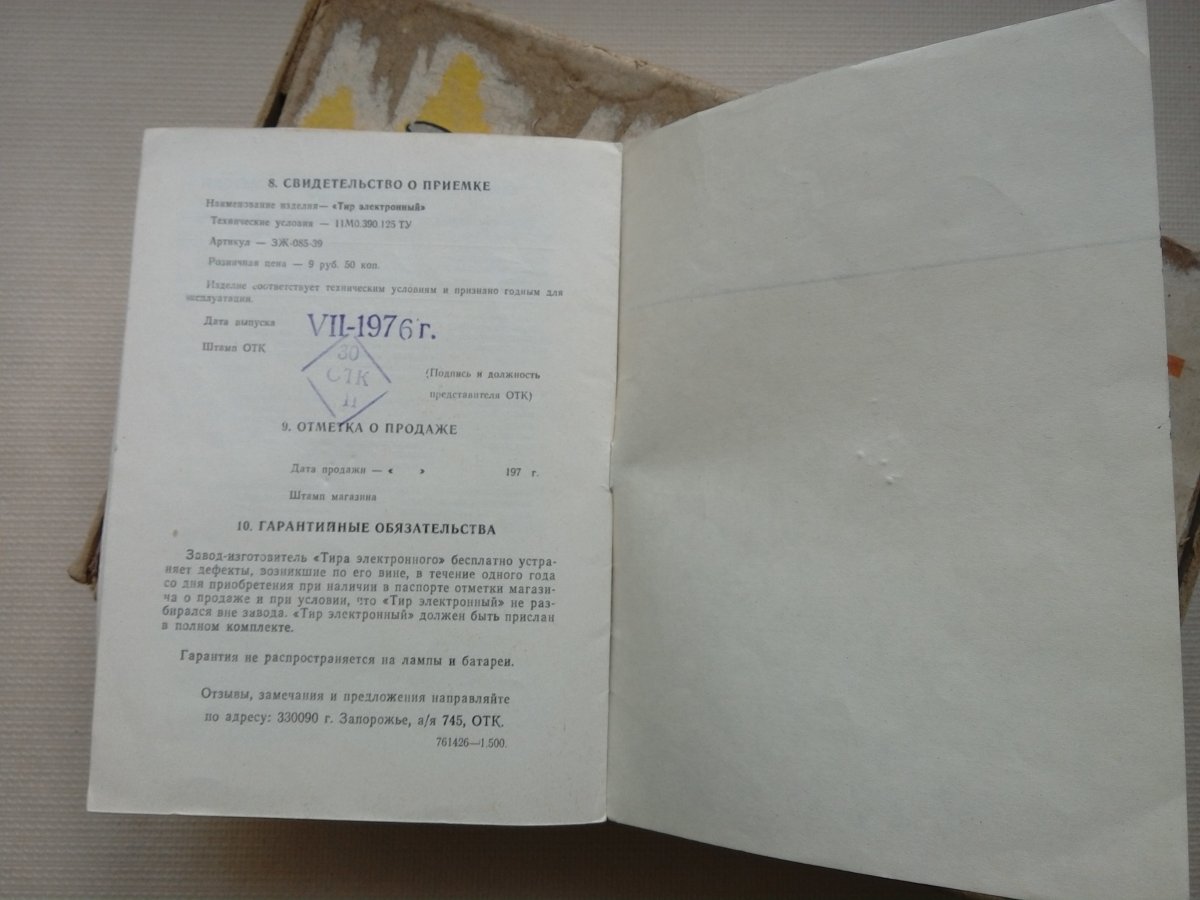 8. СВИДЕТЕЛЬСТВО О ПРИЕМКЕ
Наименование изделия— «Тир электронный»
Технические условия — 11М0.390.125 ТУ
Артикул — ЭЖ-085-39
Розничная цена — 9 руб. 50 коп.
Изделие соответствует техническим условиям и признано годным для
эксплуатации.
Дата выпуска VII-1976 г.
Штамп ОТК
30
ОТК
11
(Подпись и должность
представителя ОТК)
9. ОТМЕТКА О ПРОДАЖЕ
Дата продажи — « » 197 г.
Штамп магазина
10. ГАРАНТИЙНЫЕ ОБЯЗАТЕЛЬСТВА
Завод-изготовитель «Тира электронного» бесплатно устра-
няет дефекты, возникшие по его вине, в течение одного года
со дня приобретения при наличии в паспорте отметки магази-
ча о продаже и при условии, что «Тир электронный» не раз-
бирался вне завода. «Тир электронный» должен быть прислан
в полном комплекте.
Гарантия не распространяется на лампы и батареи.
Отзывы, замечания и предложения направляйте
по адресу: 330090 г. Запорожье, а/я 745, ОТК.
761426—1.500.